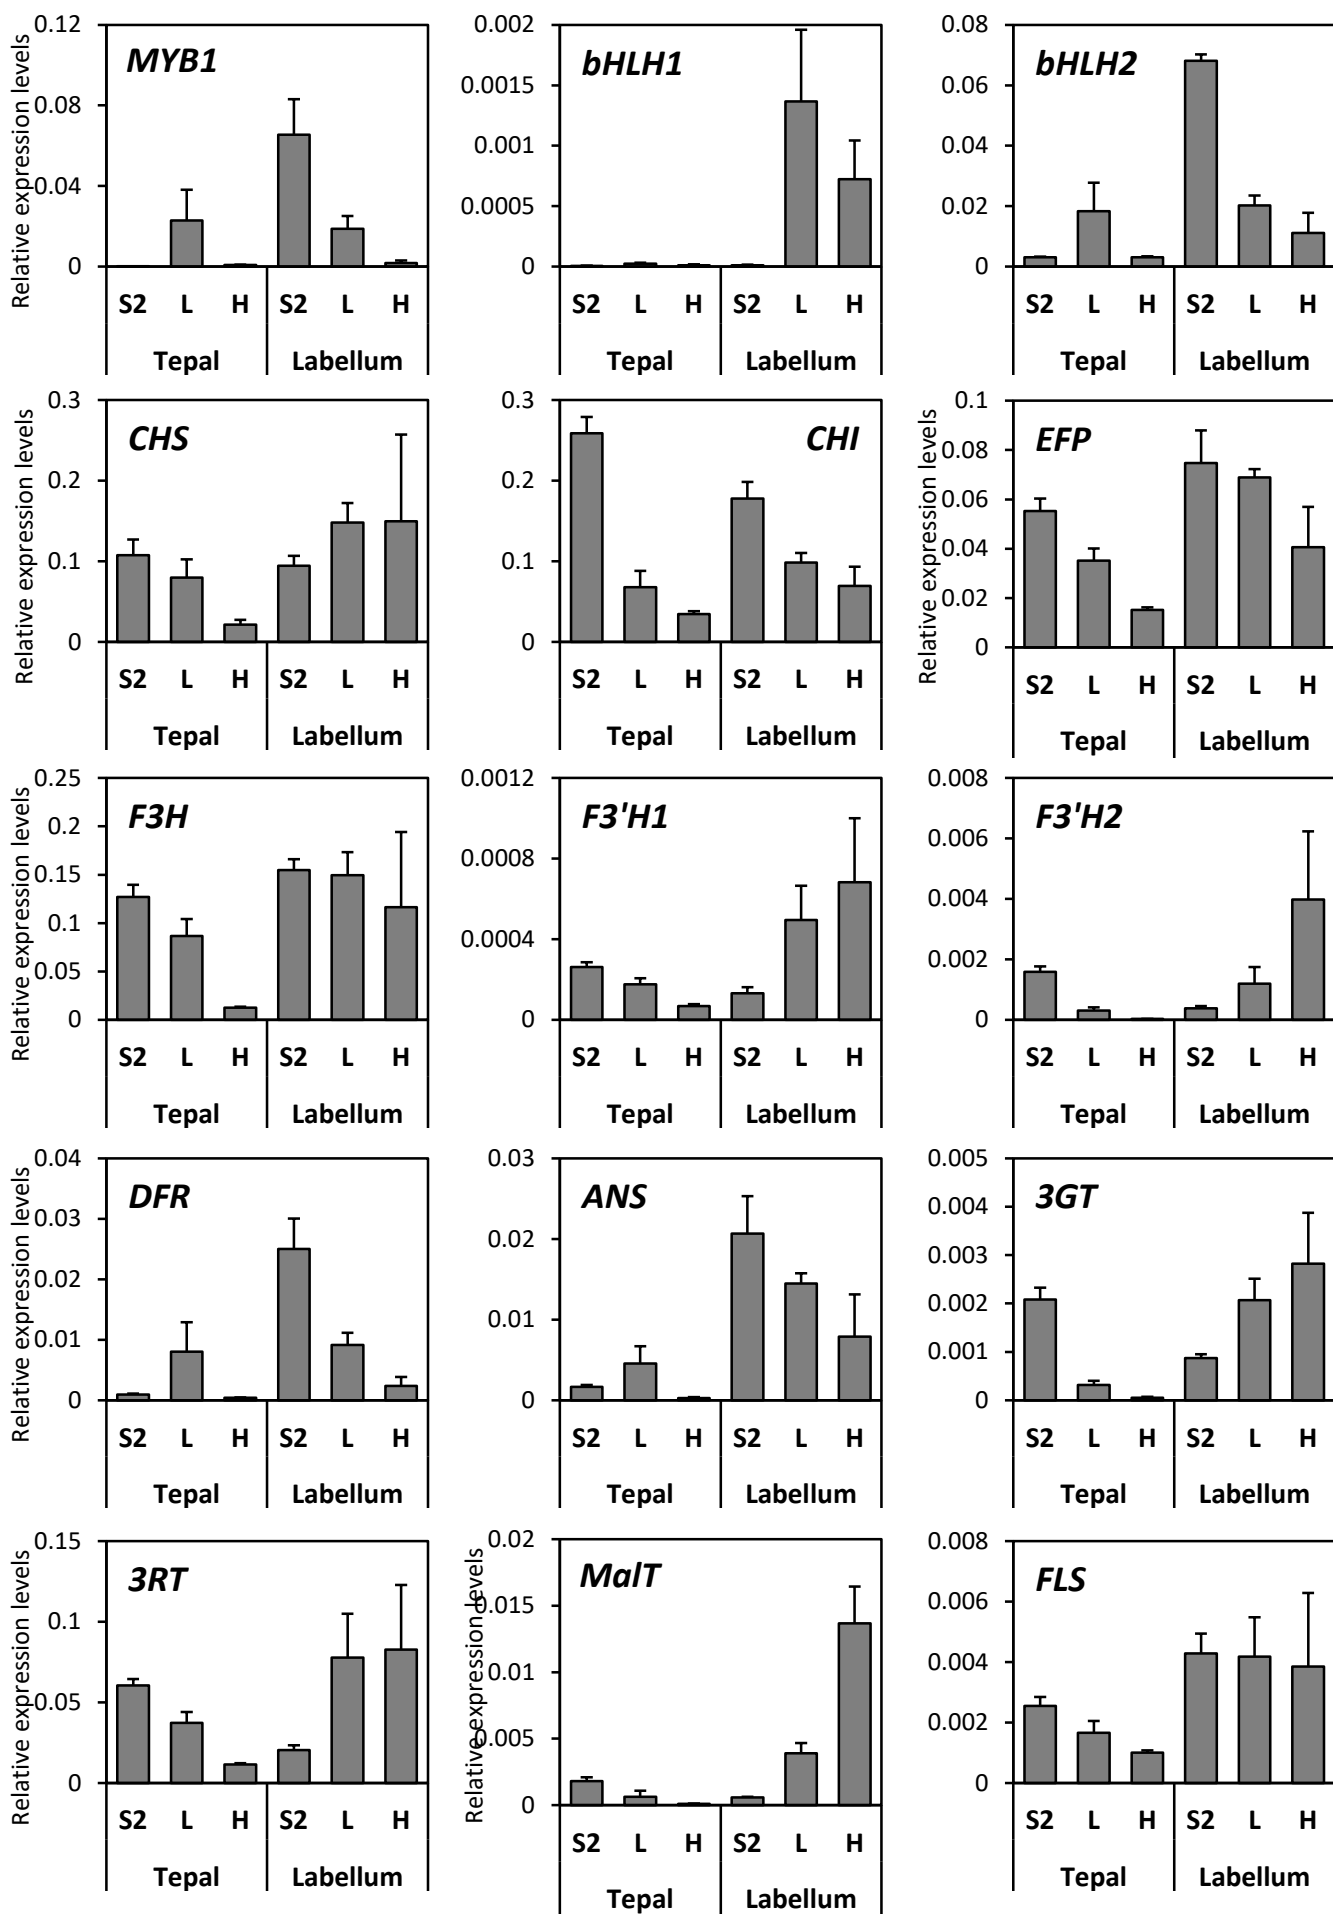 Relative expression levels
0.12
0.08
0.04
0
MYB1
S2 L H S2 L H
Tepal Labellum
0.002
0.0015
0.001
0.0005
0
bHLH1
S2 L H S2 L H
Tepal Labellum
0.08
0.06
0.04
0.02
0
bHLH2
S2 L H S2 L H
Tepal Labellum
Relative expression levels
0.3
0.2
0.1
0
CHS
S2 L H S2 L H
Tepal Labellum
0.3
0.2
0.1
0
CHI
S2 L H S2 L H
Tepal Labellum
Relative expression levels
0.1
0.08
0.06
0.04
0.02
0
EFP
S2 L H S2 L H
Tepal Labellum
Relative expression levels
0.25
0.2
0.15
0.1
0.05
0
F3H
S2 L H S2 L H
Tepal Labellum
0.0012
0.0008
0.0004
0
F3'H1
S2 L H S2 L H
Tepal Labellum
0.008
0.006
0.004
0.002
0
F3'H2
S2 L H S2 L H
Tepal Labellum
Relative expression levels
0.04
0.03
0.02
0.01
0
DFR
S2 L H S2 L H
Tepal Labellum
0.03
0.02
0.01
0
ANS
S2 L H S2 L H
Tepal Labellum
0.005
0.004
0.003
0.002
0.001
0
3GT
S2 L H S2 L H
Tepal Labellum
Relative expression levels
0.15
0.1
0.05
0
3RT
S2 L H S2 L H
Tepal Labellum
Relative expression levels
0.02
0.015
0.01
0.005
0
MalT
S2 L H S2 L H
Tepal Labellum
0.008
0.006
0.004
0.002
0
FLS
S2 L H S2 L H
Tepal Labellum